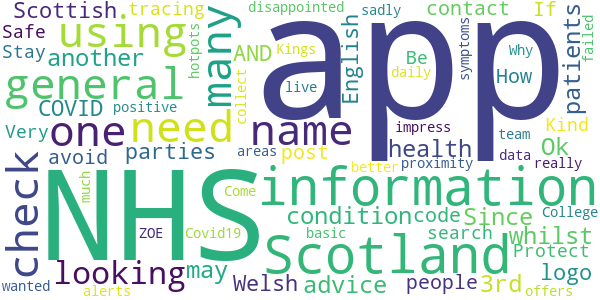 Scottish tracing disappointed If
Safe using many contact sadly hotpots app failed
Stay another AND Kings English Be symptoms How Why patients
general COVID positive collect live daily team
Very one need name impress Ok Kind
check avoid parties areas post health proximity data really
NHS information better
much Come condition code Since College
ZOE Covid19 Scotland basic search whilst
wanted looking may Welsh advice people 3rd Protect logo
alerts offers